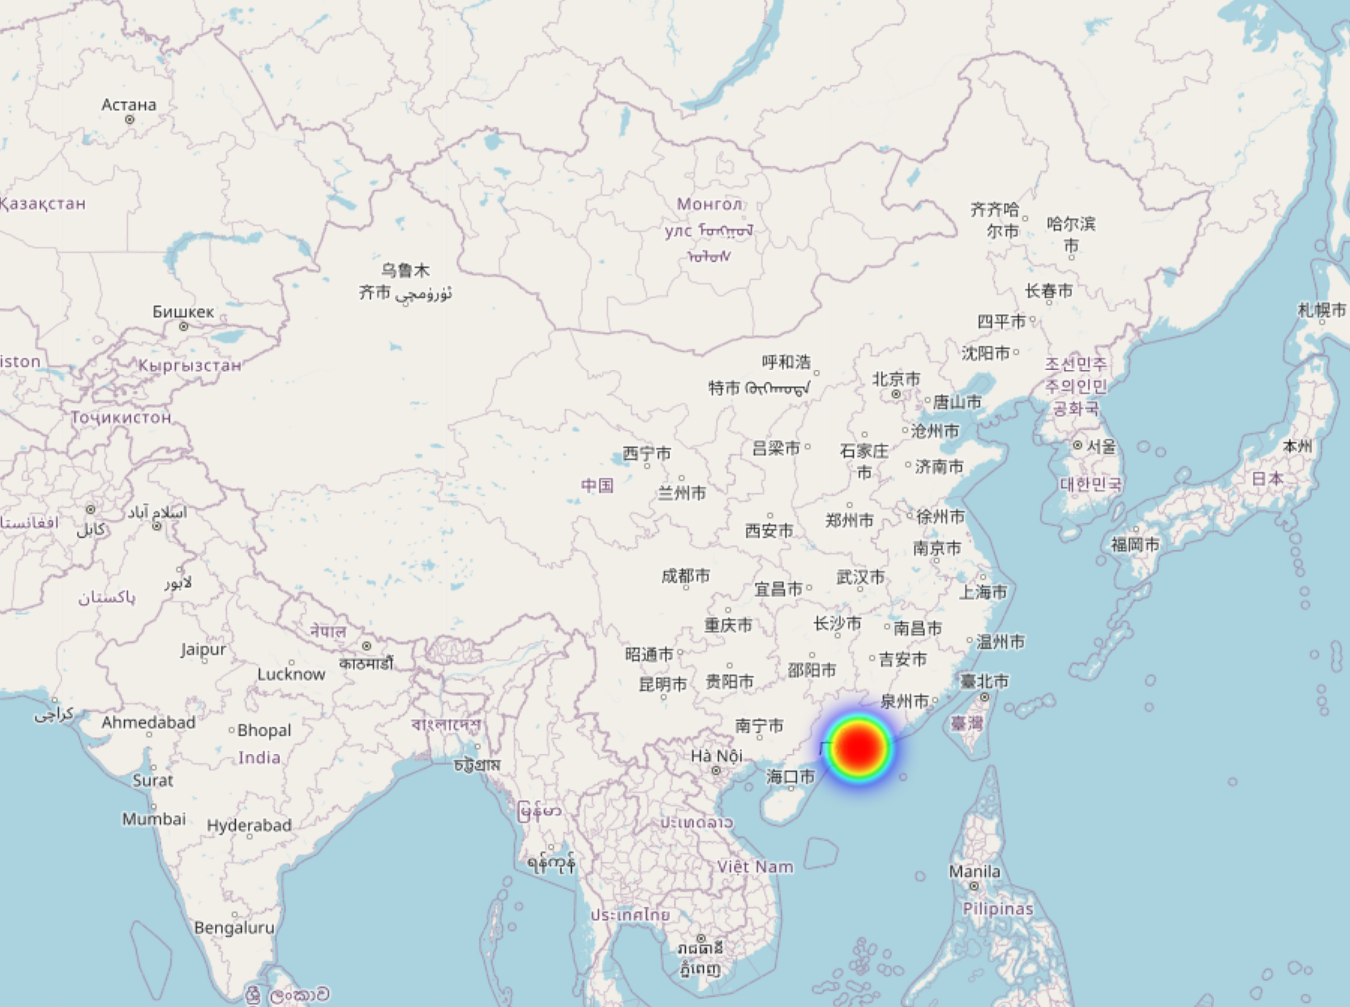 Астана
Қазақстан
Монгол
улс
齐齐哈
尔市
哈尔滨
市
乌鲁木
齐市 ئۈرۈمچى
长春市
Бишкек
札幌市
四平市
沈阳市
iston
Кыргызстан
呼和浩
特市
조선민주
주의인민
공화국
北京市
唐山市
Тоҷикистон
沧州市
西宁市
吕梁市
石家庄
市
서울
本州
济南市
中国
兰州市
대한민국
日本
اسلام آباد
کابل
افغانستا
西安市
郑州市
徐州市
南京市
福岡市
لاہور
پاکستان
成都市
宜昌市
武汉市
上海市
重庆市
长沙市
南昌市
नेपाल
温州市
Jaipur
काठमाडौँ
Lucknow
昭通市
吉安市
邵阳市
昆明市
贵阳市
臺北市
泉州市
کراچی
Ahmedabad
Bhopal
বাংলাদেশ
南宁市
臺灣
India
Hà Nội
চট্টগ্রাম
Surat
海口市
Mumbai
Hyderabad
မြန်မာ
ປະເທດລາວ
ရန်ကုန်
Việt Nam
Manila
Pilipinas
ประเทศไทย
Bengaluru
រាជធានី
ភ្នំពេញ
ශ්‍රී ලංකාව